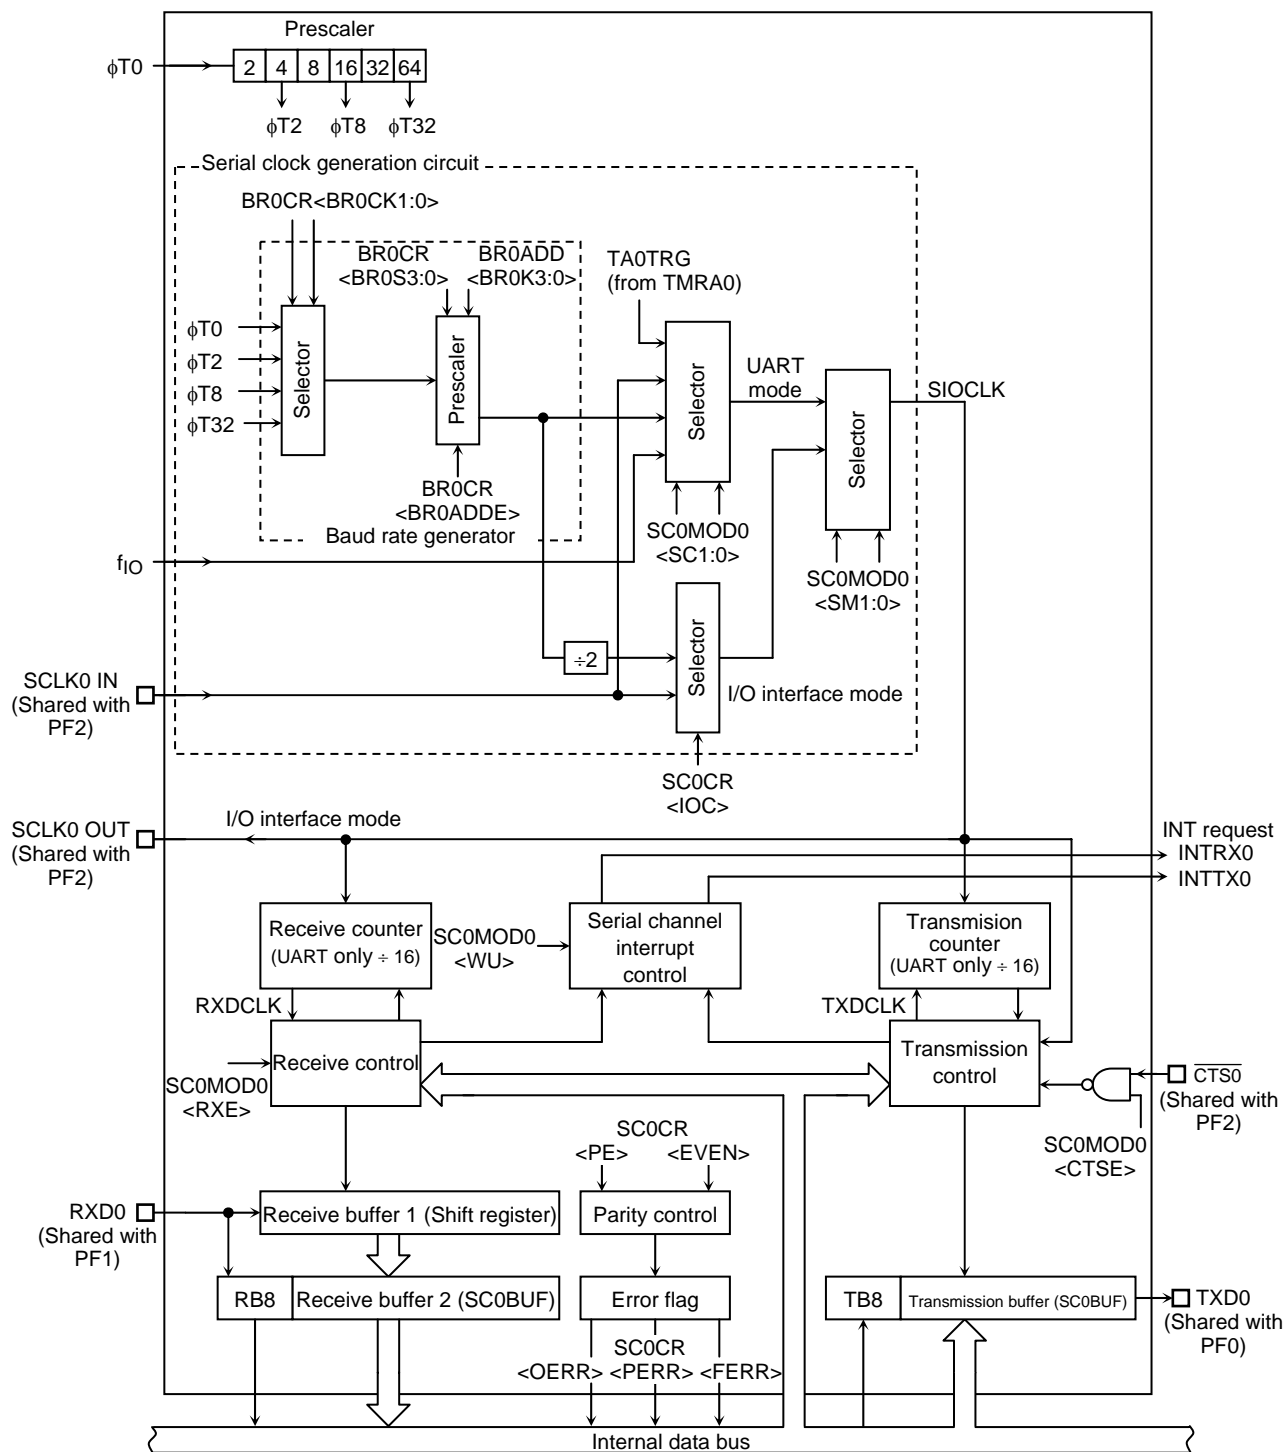 Prescaler
ϕT0
2 4 8 16 32 64
ϕT2 ϕT8 ϕT32
Serial clock generation circuit
BR0CR<BR0CK1:0>
BR0CR
<BR0S3:0>
BR0ADD
<BR0K3:0>
TA0TRG
(from TMRA0)
ϕT0
ϕT2
ϕT8
ϕT32
Selector
Prescaler
Selector
UART
mode
Selector
SIOCLK
BR0CR
<BR0ADDE>
Baud rate generator
SC0MOD0
<SC1:0>
SC0MOD0
<SM1:0>
fIO
÷2
Selector
I/O interface mode
SCLK0 IN
(Shared with
PF2)
SC0CR
<IOC>
SCLK0 OUT
(Shared with
PF2)
I/O interface mode
INT request
INTRX0
INTTX0
Receive counter
(UART only ÷ 16)
SC0MOD0
<WU>
Serial channel
interrupt
control
Transmision
counter
(UART only ÷ 16)
RXDCLK
TXDCLK
Receive control
SC0MOD0
<RXE>
Transmission
control
CTS0
(Shared with
PF2)
SC0MOD0
<CTSE>
SC0CR
<PE> <EVEN>
RXD0
(Shared with
PF1)
Receive buffer 1 (Shift register)
Parity control
RB8
Receive buffer 2 (SC0BUF)
Error flag
TB8
Transmission buffer (SC0BUF)
TXD0
(Shared with
PF0)
SC0CR
<OERR> <PERR> <FERR>
Internal data bus